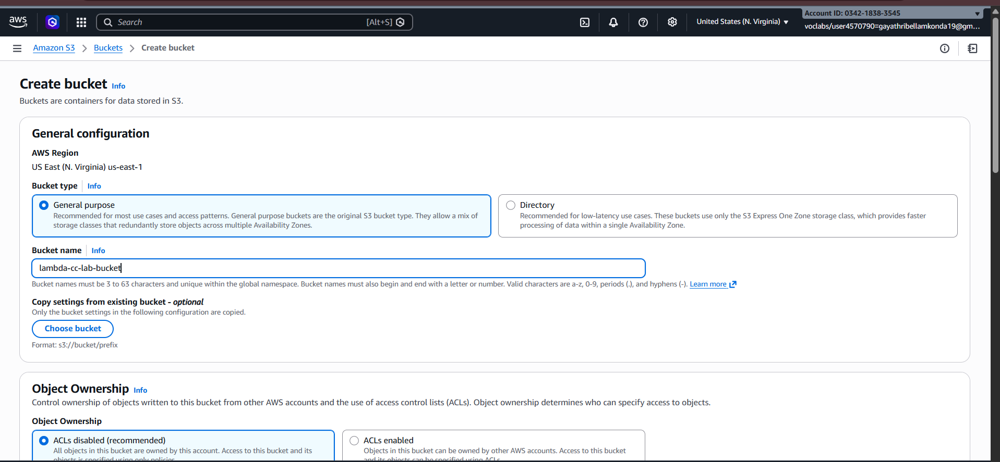 aws
Search
[Alt+S]
United States (N. Virginia)
Account ID: 0342-1838-3545
voclabs/user4570790=gayathribellamkonda19@gm...
Amazon S3
Buckets
Create bucket
Create bucket Info
Buckets are containers for data stored in S3.
General configuration
AWS Region
US East (N. Virginia) us-east-1
Bucket type Info
General purpose
Recommended for most use cases and access patterns. General purpose buckets are the original S3 bucket type. They allow a mix of
storage classes that redundantly store objects across multiple Availability Zones.
Directory
Recommended for low-latency use cases. These buckets use only the S3 Express One Zone storage class, which provides faster
processing of data within a single Availability Zone.
Bucket name Info
lambda-cc-lab-bucket
Bucket names must be 3 to 63 characters and unique within the global namespace. Bucket names must also begin and end with a letter or number. Valid characters are a-z, 0-9, periods (.), and hyphens (-). Learn more
Copy settings from existing bucket - optional
Only the bucket settings in the following configuration are copied.
Choose bucket
Format: s3://bucket/prefix
Object Ownership Info
Control ownership of objects written to this bucket from other AWS accounts and the use of access control lists (ACLs). Object ownership determines who can specify access to objects.
Object Ownership
ACLs disabled (recommended)
All objects in this bucket are owned by this account. Access to this bucket and its
objects is specified using only policies.
ACLs enabled
Objects in this bucket can be owned by other AWS accounts. Access to this bucket
and its objects can be specified using ACLs.